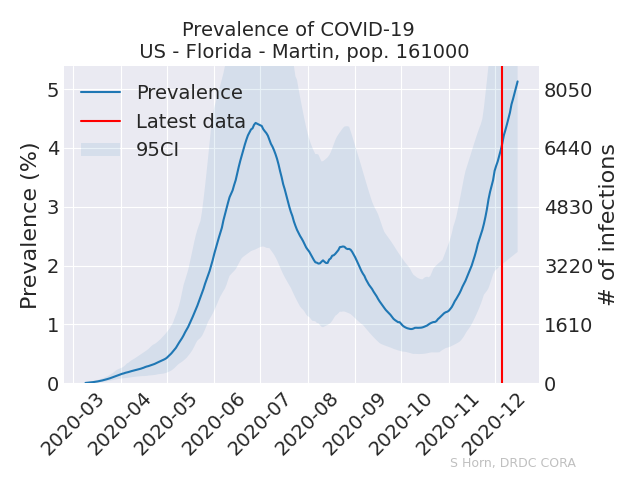 Prevalence of COVID-19
US - Florida - Martin, pop. 161000
Prevalence
Latest data
95CI
Prevalence (%)
5
4
3
2
1
0
8050
6440
4830
3220
1610
0
# of infections
2020-03
2020-04
2020-05
2020-06
2020-07
2020-08
2020-09
2020-10
2020-11
2020-12
S Horn, DRDC CORA